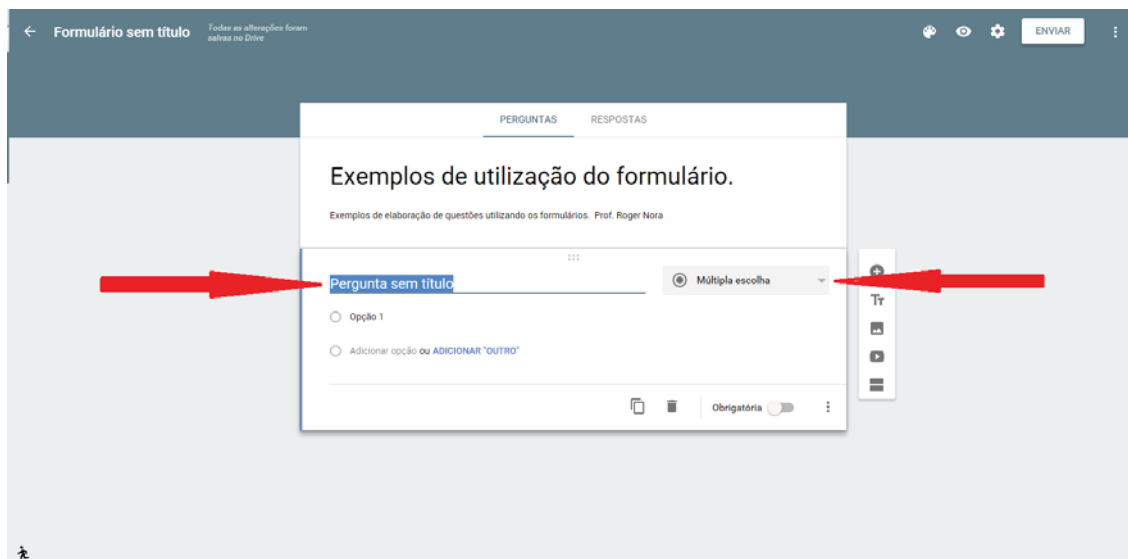 Formulário sem título
Todas as alterações foram
salvas no Drive
ENVIAR
PERGUNTAS RESPOSTAS
Exemplos de utilização do formulário.
Exemplos de elaboração de questões utilizando os formulários. Prof. Roger Nora
Pergunta sem título
Múltipla escolha
Opção 1
Adicionar opção ou ADICIONAR "OUTRO"
Obrigatória
Tт